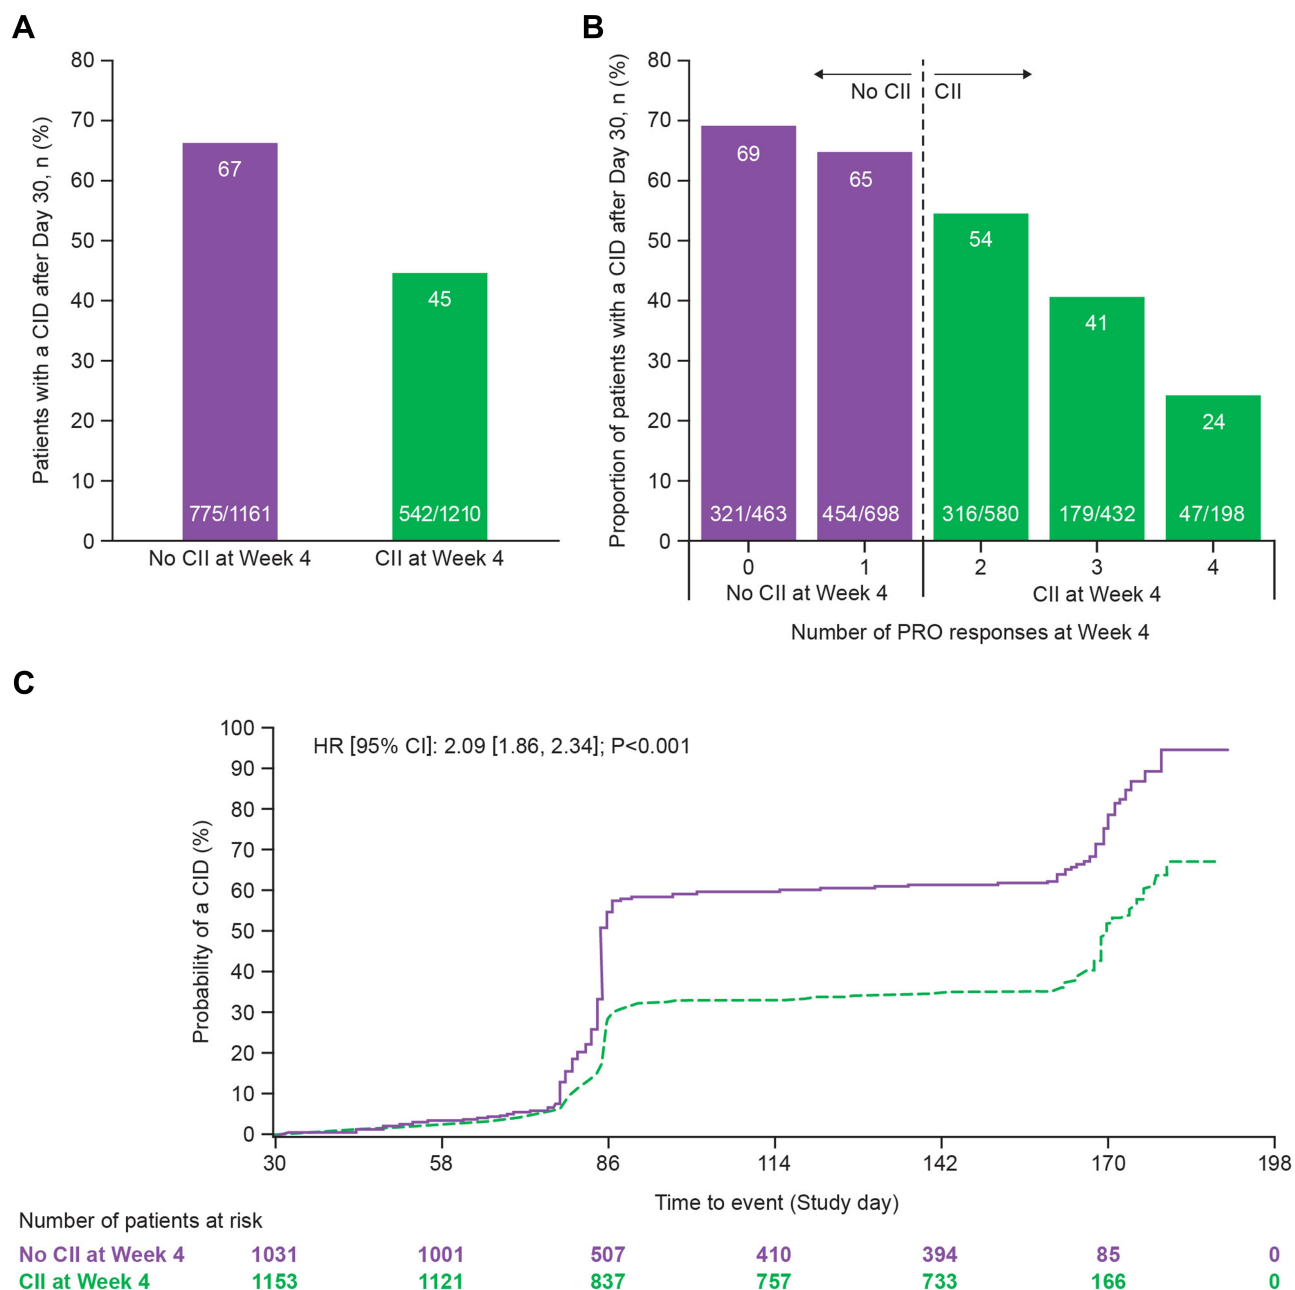 A
Patients with a CID after Day 30, n (%)
80
70
60
50
40
30
20
10
0
67
775/1161
45
542/1210
No CII at Week 4
CII at Week 4
B
Proportion of patients with a CID after Day 30, n (%)
80
70
60
50
40
30
20
10
0
No CII
CII
69
321/463
65
454/698
54
316/580
41
179/432
24
47/198
0
1
2
3
4
No CII at Week 4
CII at Week 4
Number of PRO responses at Week 4
C
Probability of a CID (%)
100
90
80
70
60
50
40
30
20
10
0
HR [95% CI]: 2.09 [1.86, 2.34]; P<0.001
30 58 86 114 142 170 198
Time to event (Study day)
Number of patients at risk
No CII at Week 4 1031 1001 507 410 394 85 0
CII at Week 4 1153 1121 837 757 733 166 0